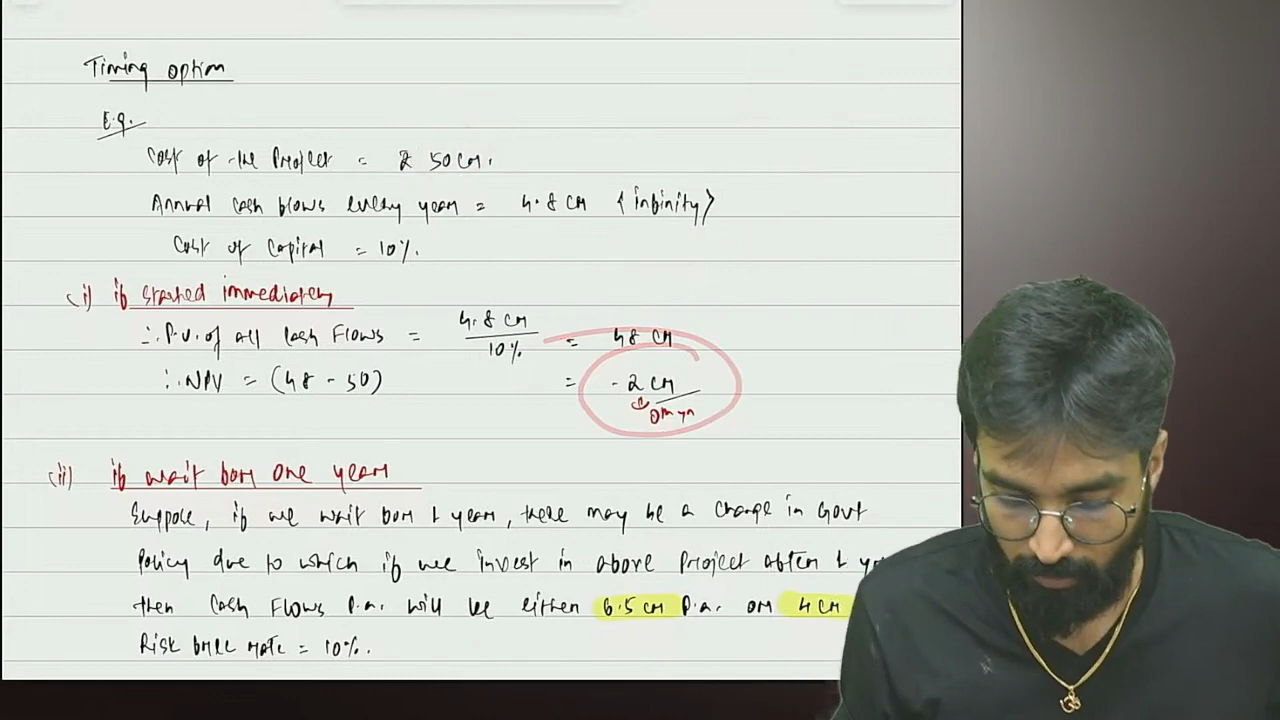 Timing option
E.g.
Cost of the Project = ₹ 50 cr.
Annual cash flows every year = 4.8 cr {infinity}
Cost of Capital = 10%.
(i) if started immediately
∴ P.V. of all Cash Flows = 4.8 cr / 10% = 48 cr
∴ NPV = (48 - 50) = - 2 cr
0th yr
(ii) if wait for one years
Suppose, if we wait for 1 year, there may be a change in Govt
Policy due to which if we invest in above Project after 1
then Cash Flows P.a. will be either 6.5 cr P.a. or 4 cr
Risk free rate = 10%.